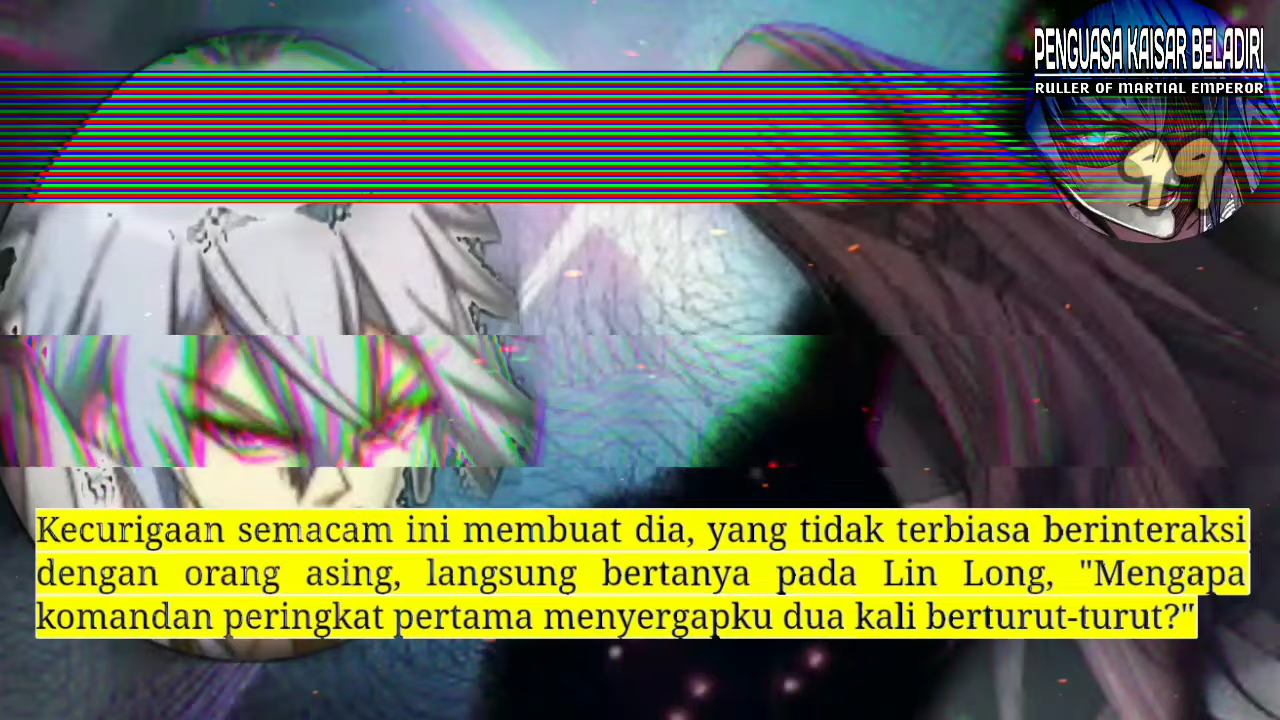 PENGUASA KAISAR BELADIRI
RULLER OF MARTIAL EMPEROR
99
Kecurigaan semacam ini membuat dia, yang tidak terbiasa berinteraksi
dengan orang asing, langsung bertanya pada Lin Long, "Mengapa
komandan peringkat pertama menyergapku dua kali berturut-turut?"